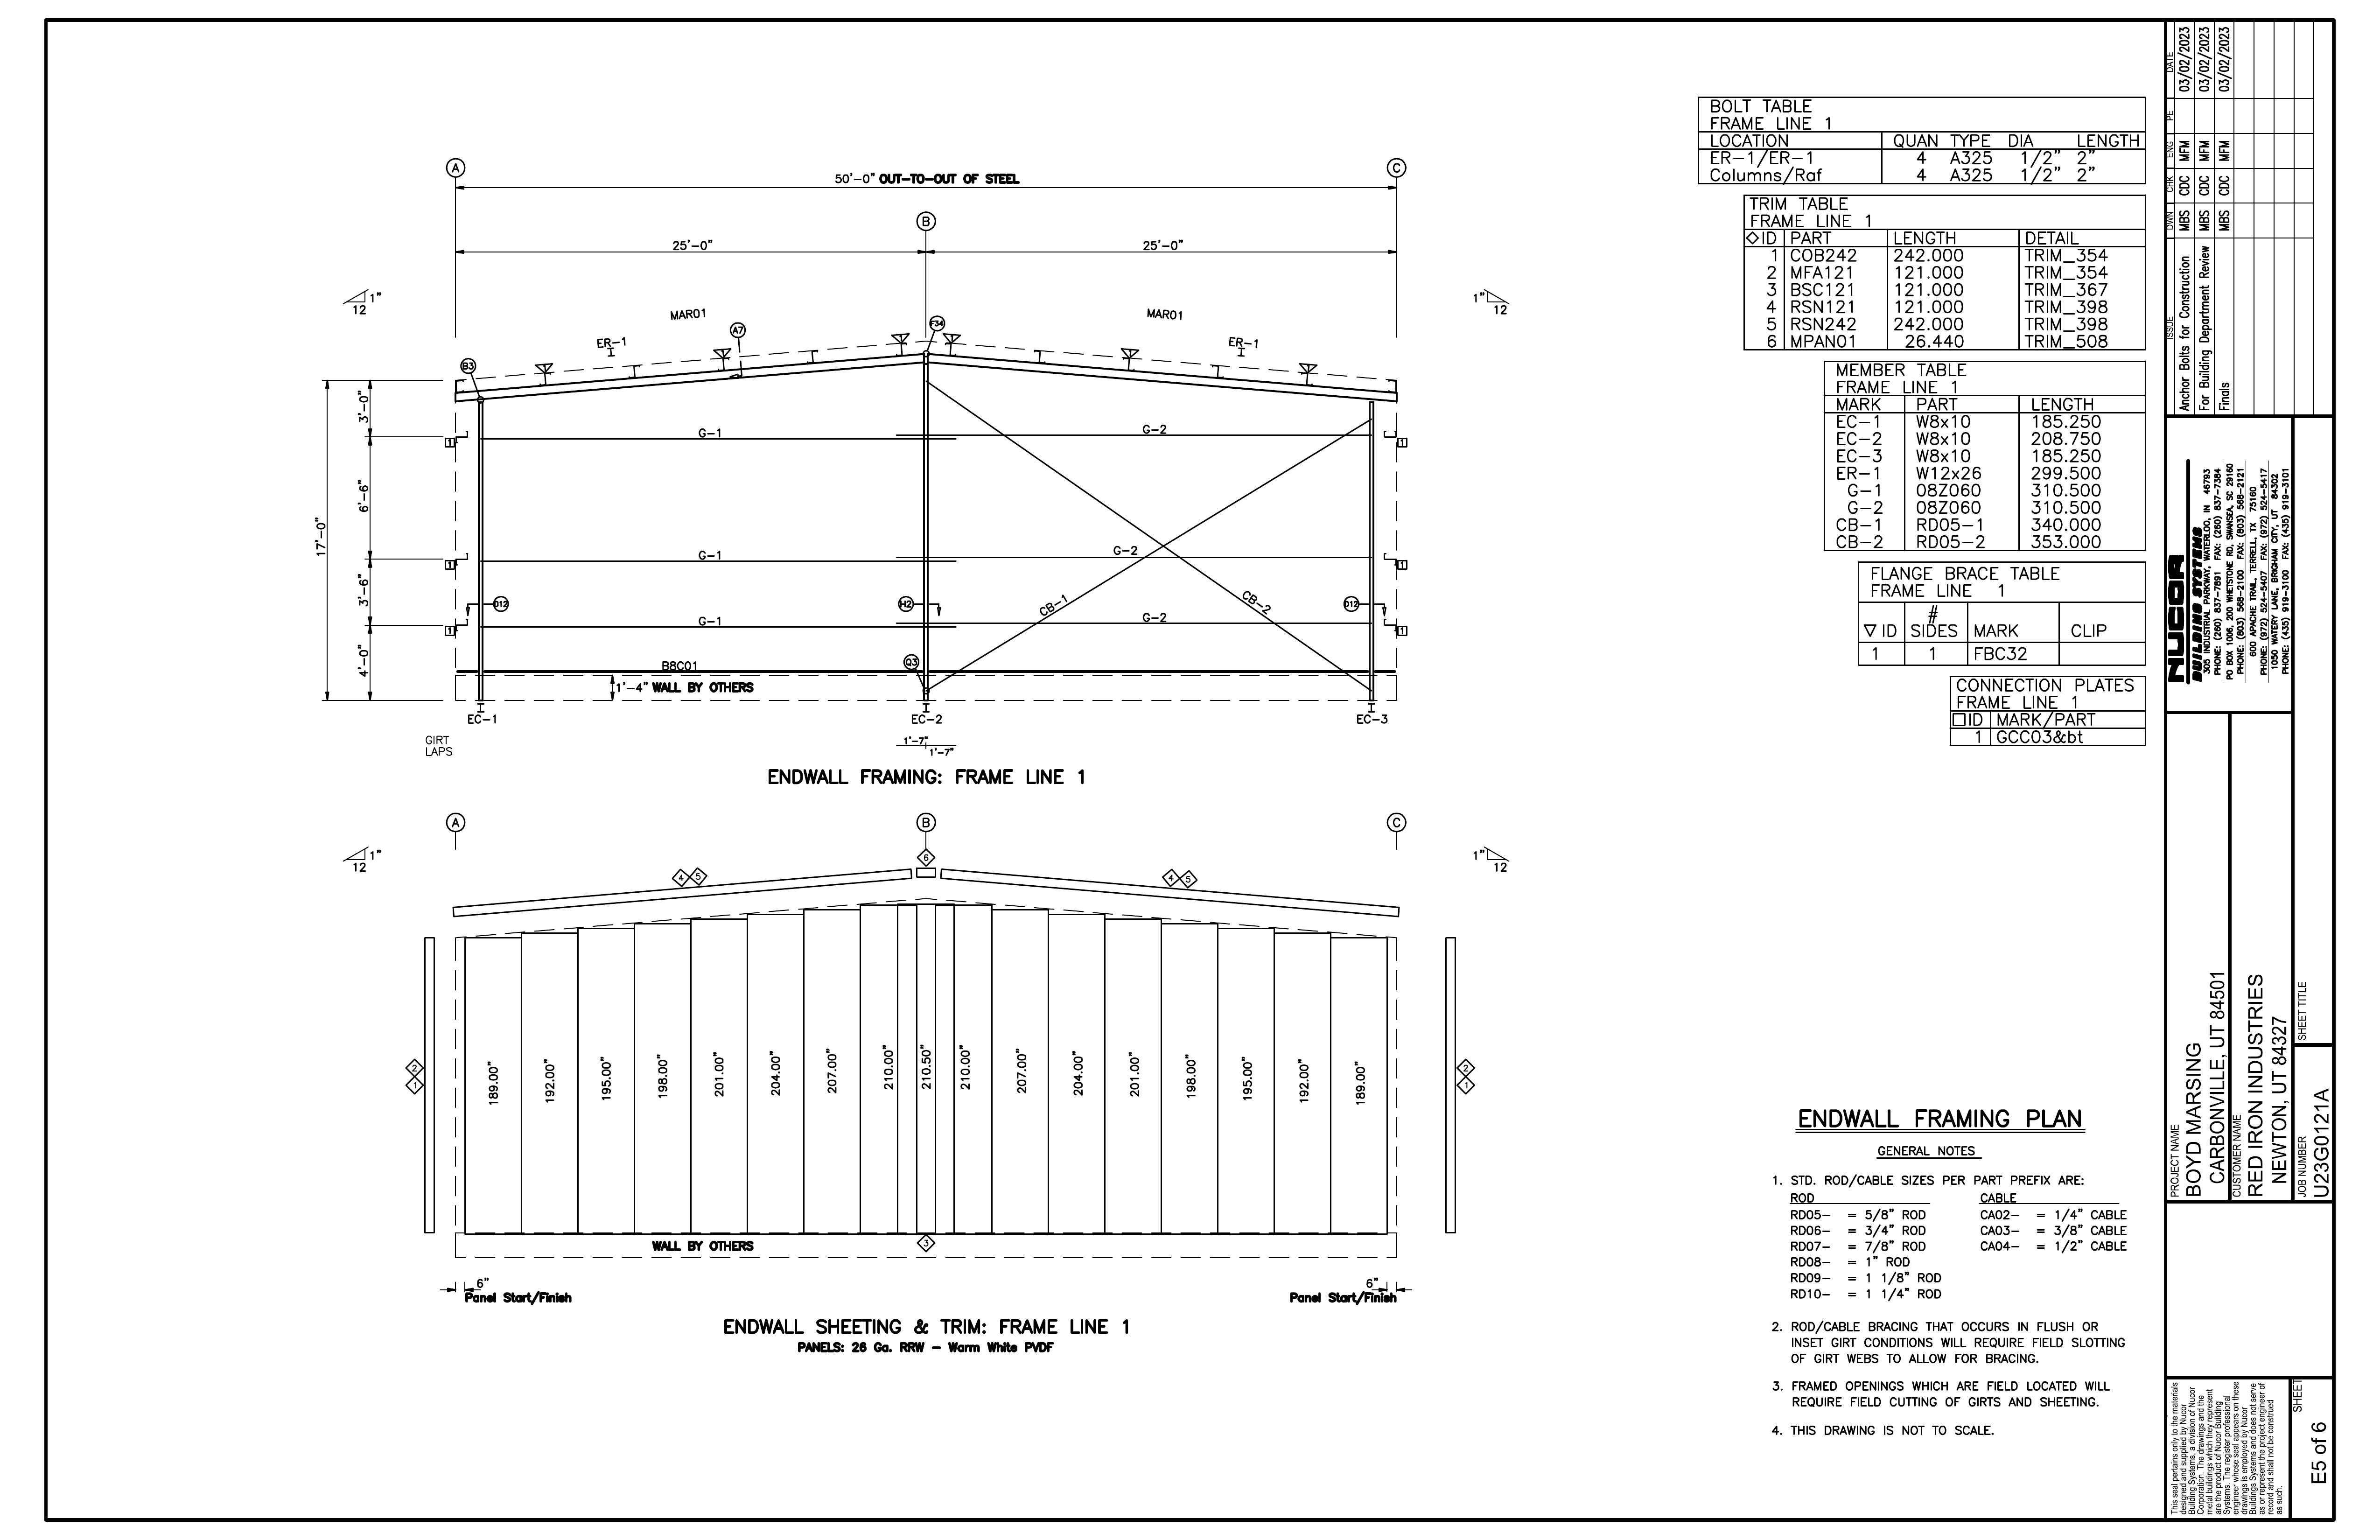 A
C
50'-0" OUT-TO-OUT OF STEEL
B
25'-0"
25'-0"
1"
12
1"
12
MAR01
MAR01
A7
F34
ER-1
ER-1
B3
3'-0"
6'-6"
17'-0"
3'-6"
4'-0"
1
1
1
1
1
1
G-1
G-2
G-1
G-2
D12
H2
CB-1
CB-2
D12
G-1
G-2
Q3
B8C01
1'-4" WALL BY OTHERS
EC-1
EC-2
EC-3
GIRT
LAPS
1'-7"
1'-7"
ENDWALL FRAMING: FRAME LINE 1
A
B
C
1"
12
1"
12
6
4 5
4 5
2
1
2
1
189.00"
192.00"
195.00"
198.00"
201.00"
204.00"
207.00"
210.00"
210.50"
210.00"
207.00"
204.00"
201.00"
198.00"
195.00"
192.00"
189.00"
WALL BY OTHERS
3
6"
Panel Start/Finish
6"
Panel Start/Finish
ENDWALL SHEETING & TRIM: FRAME LINE 1
PANELS: 26 Ga. RRW - Warm White PVDF
BOLT TABLE
FRAME LINE 1
LOCATION QUAN TYPE DIA LENGTH
ER-1/ER-1 4 A325 1/2" 2"
Columns/Raf 4 A325 1/2" 2"
TRIM TABLE
FRAME LINE 1
◇ID PART LENGTH DETAIL
1 COB242 242.000 TRIM_354
2 MFA121 121.000 TRIM_354
3 BSC121 121.000 TRIM_367
4 RSN121 121.000 TRIM_398
5 RSN242 242.000 TRIM_398
6 MPAN01 26.440 TRIM_508
MEMBER TABLE
FRAME LINE 1
MARK PART LENGTH
EC-1 W8x10 185.250
EC-2 W8x10 208.750
EC-3 W8x10 185.250
ER-1 W12x26 299.500
G-1 08Z060 310.500
G-2 08Z060 310.500
CB-1 RD05-1 340.000
CB-2 RD05-2 353.000
FLANGE BRACE TABLE
FRAME LINE 1
▽ID # SIDES MARK CLIP
1 1 FBC32
CONNECTION PLATES
FRAME LINE 1
□ID MARK/PART
1 GCC03&bt
ENDWALL FRAMING PLAN
GENERAL NOTES
1. STD. ROD/CABLE SIZES PER PART PREFIX ARE:
ROD CABLE
RD05- = 5/8" ROD CA02- = 1/4" CABLE
RD06- = 3/4" ROD CA03- = 3/8" CABLE
RD07- = 7/8" ROD CA04- = 1/2" CABLE
RD08- = 1" ROD
RD09- = 1 1/8" ROD
RD10- = 1 1/4" ROD
2. ROD/CABLE BRACING THAT OCCURS IN FLUSH OR
INSET GIRT CONDITIONS WILL REQUIRE FIELD SLOTTING
OF GIRT WEBS TO ALLOW FOR BRACING.
3. FRAMED OPENINGS WHICH ARE FIELD LOCATED WILL
REQUIRE FIELD CUTTING OF GIRTS AND SHEETING.
4. THIS DRAWING IS NOT TO SCALE.
ISSUE DWN CHK ENG PE DATE
Anchor Bolts for Construction MBS CDC MFM 03/02/2023
For Building Department Review MBS CDC MFM 03/02/2023
Finals MBS CDC MFM 03/02/2023
NUCOR
BUILDING SYSTEMS
305 INDUSTRIAL PARKWAY, WATERLOO, IN 46793
PHONE: (260) 837-7891 FAX: (260) 837-7384
PO BOX 1006, 200 WHETSTONE RD, SWANSEA, SC 29160
PHONE: (803) 568-2100 FAX: (803) 568-2121
600 APACHE TRAIL, TERRELL, TX 75160
PHONE: (972) 524-5407 FAX: (972) 524-5417
1050 WATERY LANE, BRIGHAM CITY, UT 84302
PHONE: (435) 919-3100 FAX: (435) 919-3101
PROJECT NAME
BOYD MARSING
CARBONVILLE, UT 84501
CUSTOMER NAME
RED IRON INDUSTRIES
NEWTON, UT 84327
JOB NUMBER
U23G0121A
SHEET TITLE
This seal pertains only to the materials
designed and supplied by Nucor
Building Systems, a division of Nucor
Corporation. The drawings and the
metal buildings which they represent
are the product of Nucor Building
Systems. The register professional
engineer whose seal appears on these
drawings is employed by Nucor
Buildings Systems and does not serve
as or represent the project engineer of
record and shall not be construed
as such.
SHEET
E5 of 6